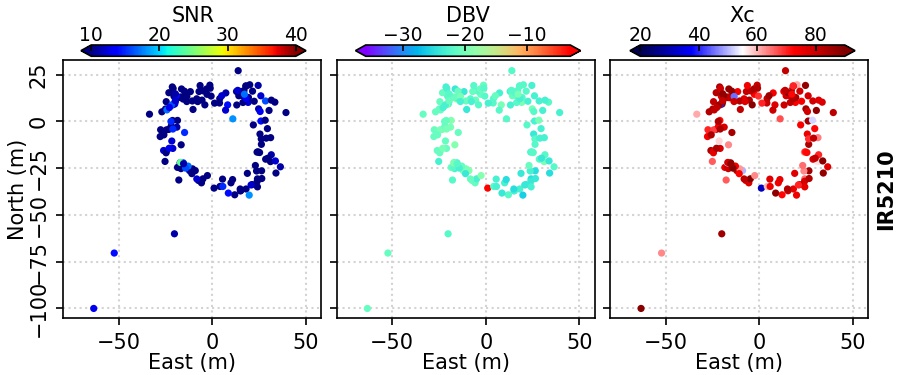 SNR DBV Xc
10 20 30 40 −30 −20 −10 20 40 60 80
North (m)
25
0
−25
−50
−75
−100
IR5210
−50 0 50 −50 0 50 −50 0 50
East (m) East (m) East (m)